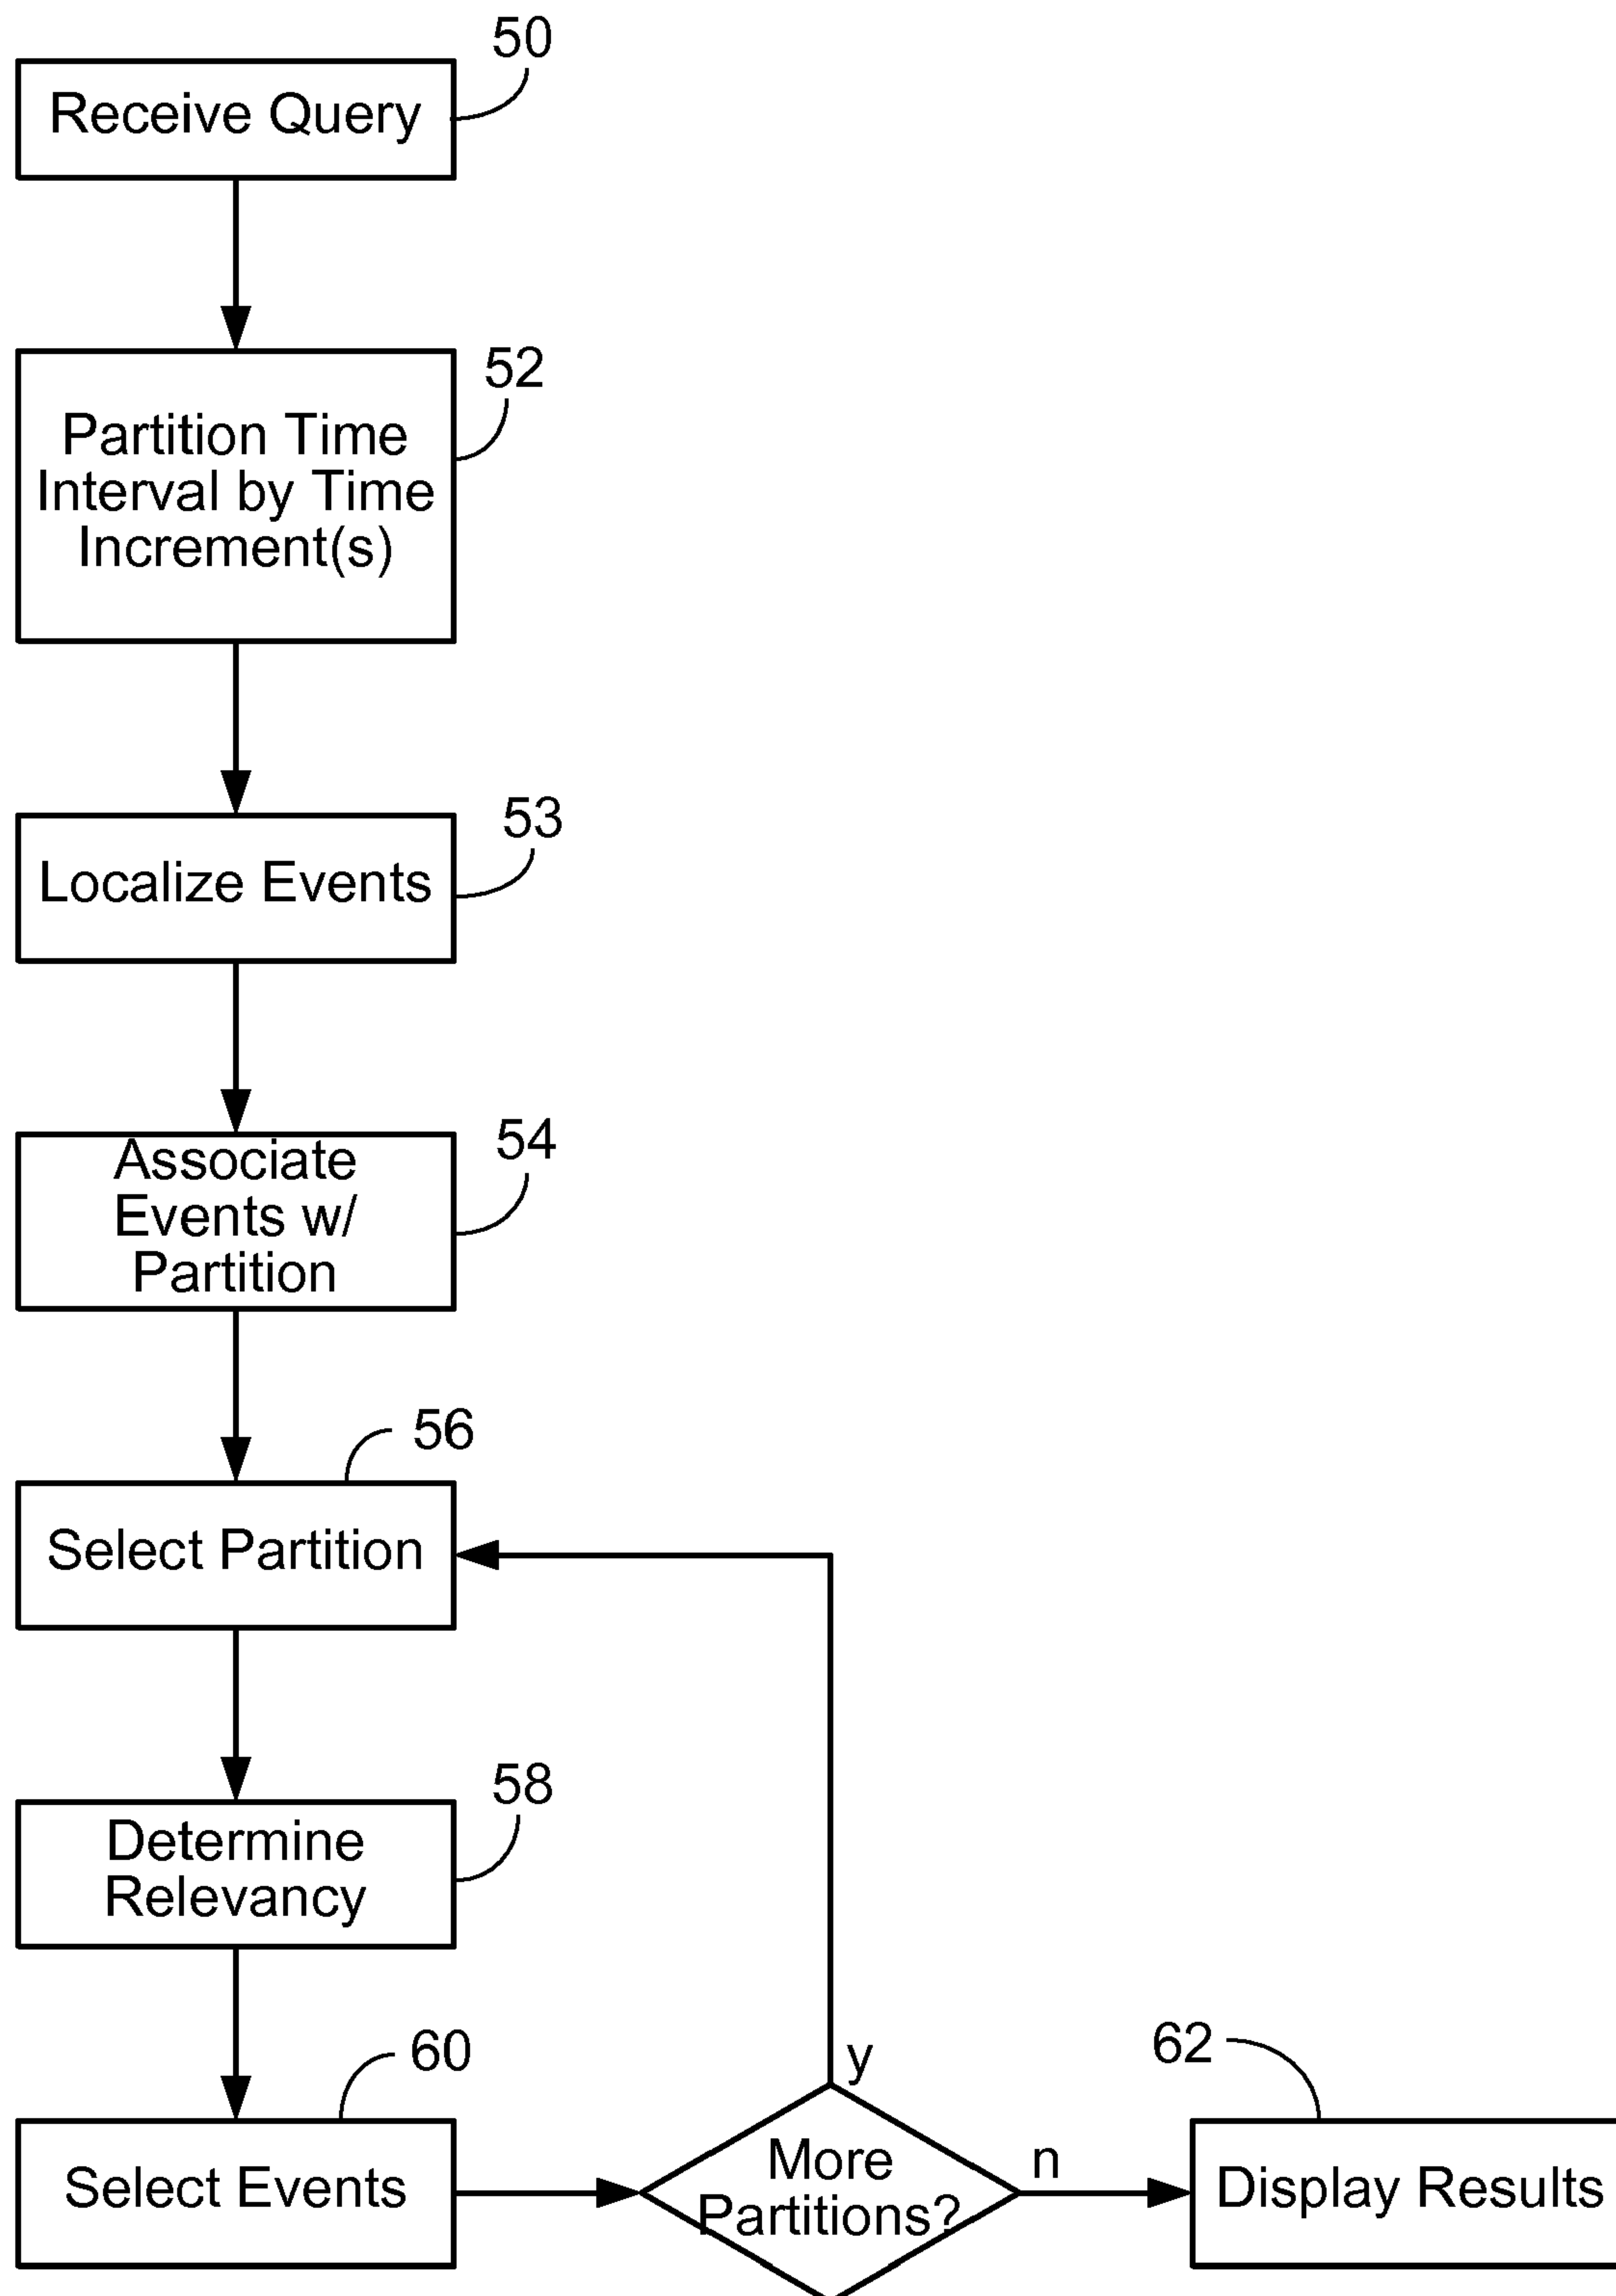 50
Receive Query
52
Partition Time
Interval by Time
Increment(s)
53
Localize Events
54
Associate
Events w/
Partition
56
Select Partition
58
Determine
Relevancy
60
Select Events
y
More
Partitions?
n
62
Display Results